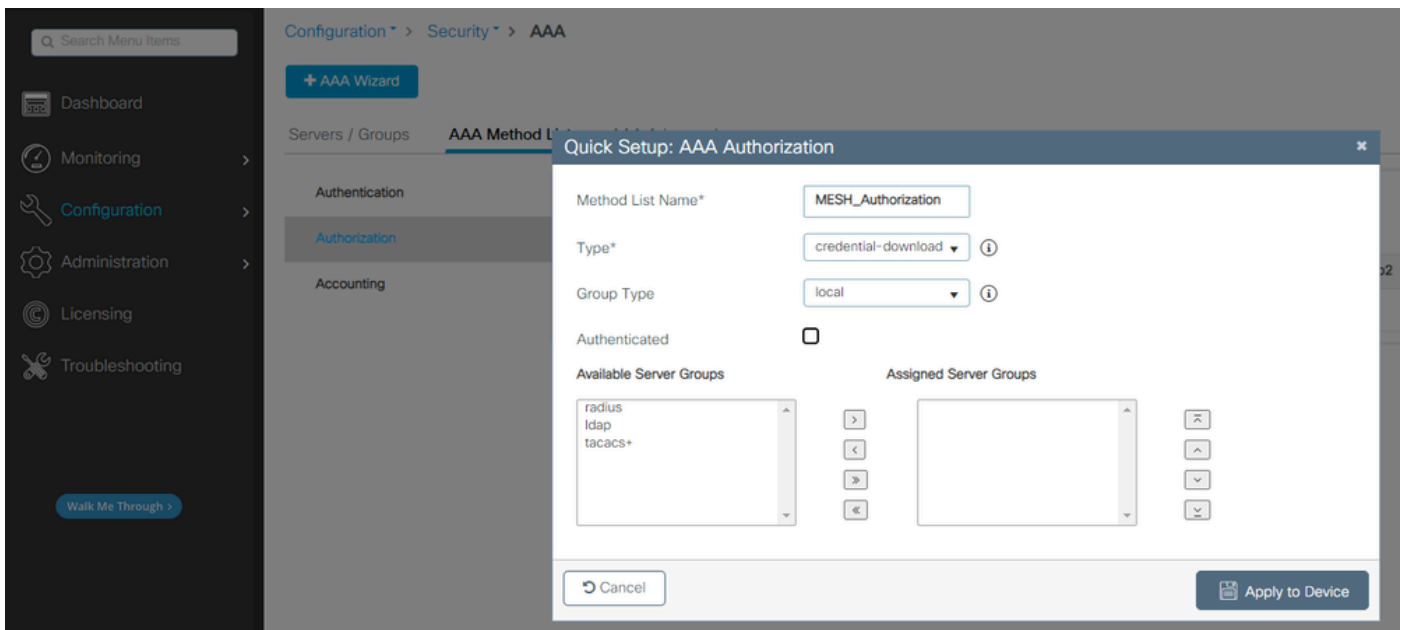 Search Menu Items
Dashboard
Monitoring
Configuration
Administration
Licensing
Troubleshooting
Walk Me Through >
Configuration > Security > AAA
+ AAA Wizard
Servers / Groups AAA Method
Authentication
Authorization
Accounting
Quick Setup: AAA Authorization
Method List Name* MESH_Authorization
Type* credential-download
Group Type local
Authenticated
Available Server Groups Assigned Server Groups
radius
ldap
tacacs+
Cancel
Apply to Device